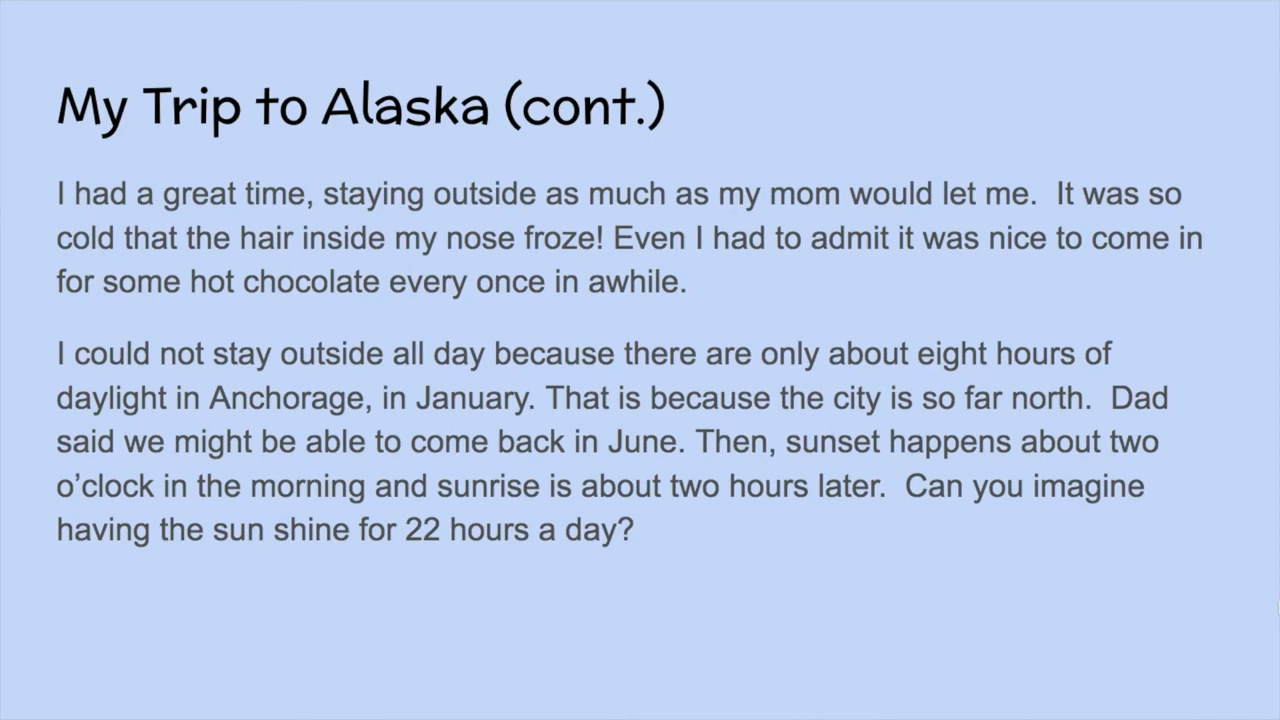 My Trip to Alaska (cont.)
I had a great time, staying outside as much as my mom would let me.  It was so
cold that the hair inside my nose froze! Even I had to admit it was nice to come in
for some hot chocolate every once in awhile.
I could not stay outside all day because there are only about eight hours of
daylight in Anchorage, in January. That is because the city is so far north.  Dad
said we might be able to come back in June. Then, sunset happens about two
o’clock in the morning and sunrise is about two hours later.  Can you imagine
having the sun shine for 22 hours a day?